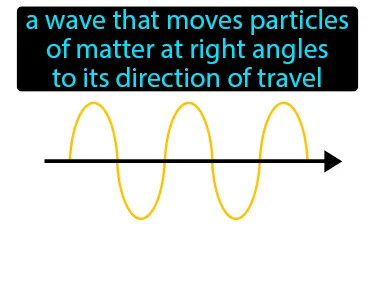 a wave that moves particles
of matter at right angles
to its direction of travel